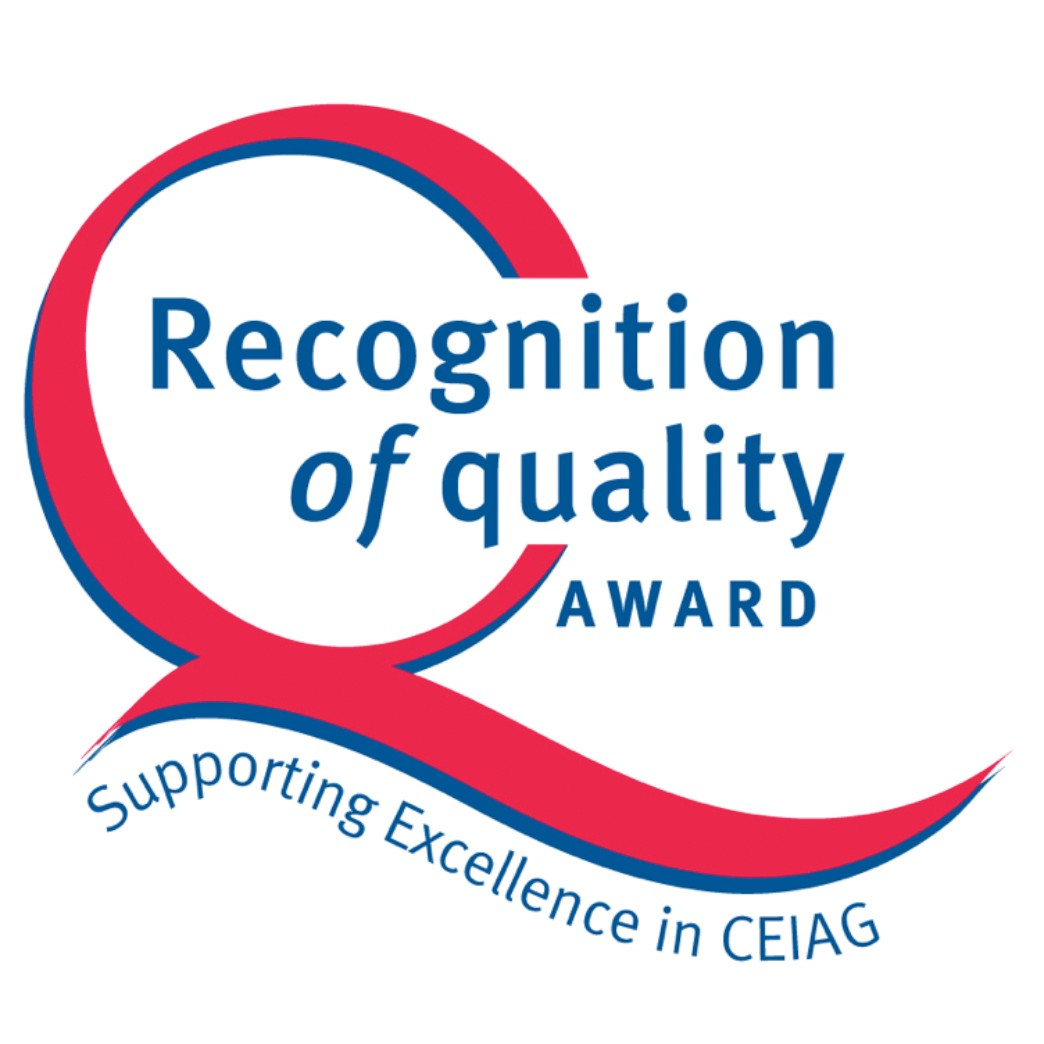 Recognition
of quality
AWARD
Supporting Excellence in CEIAG